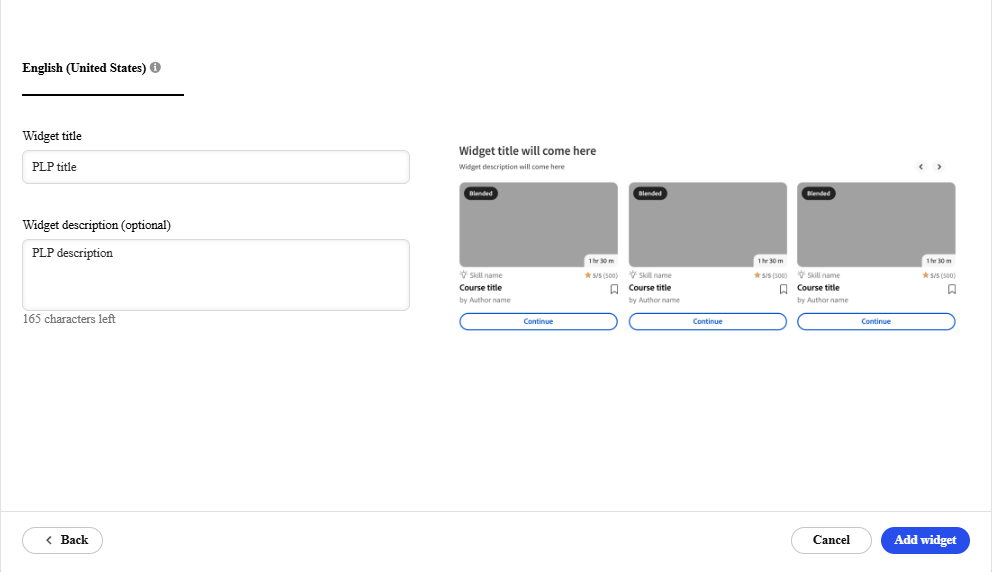 English (United States)
Widget title
PLP title
Widget description (optional)
PLP description
165 characters left
Widget title will come here
Widget description will come here
Blended Blended Blended
1 hr 30 m 1 hr 30 m 1 hr 30 m
Skill name 5/5 (500) Skill name 5/5 (500) Skill name 5/5 (500)
Course title Course title Course title
by Author name by Author name by Author name
Continue Continue Continue
Back Cancel Add widget